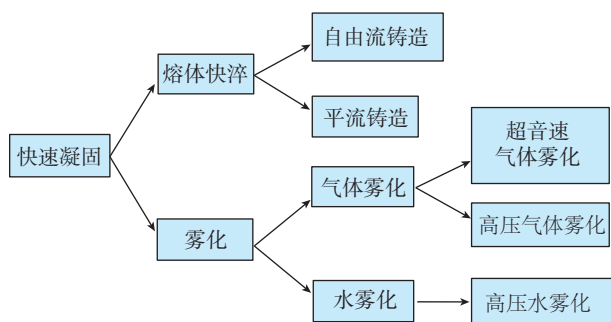 自由流铸造
熔体快淬
平流铸造
快速凝固
超音速
气体雾化
气体雾化
高压气体雾化
雾化
水雾化
高压水雾化